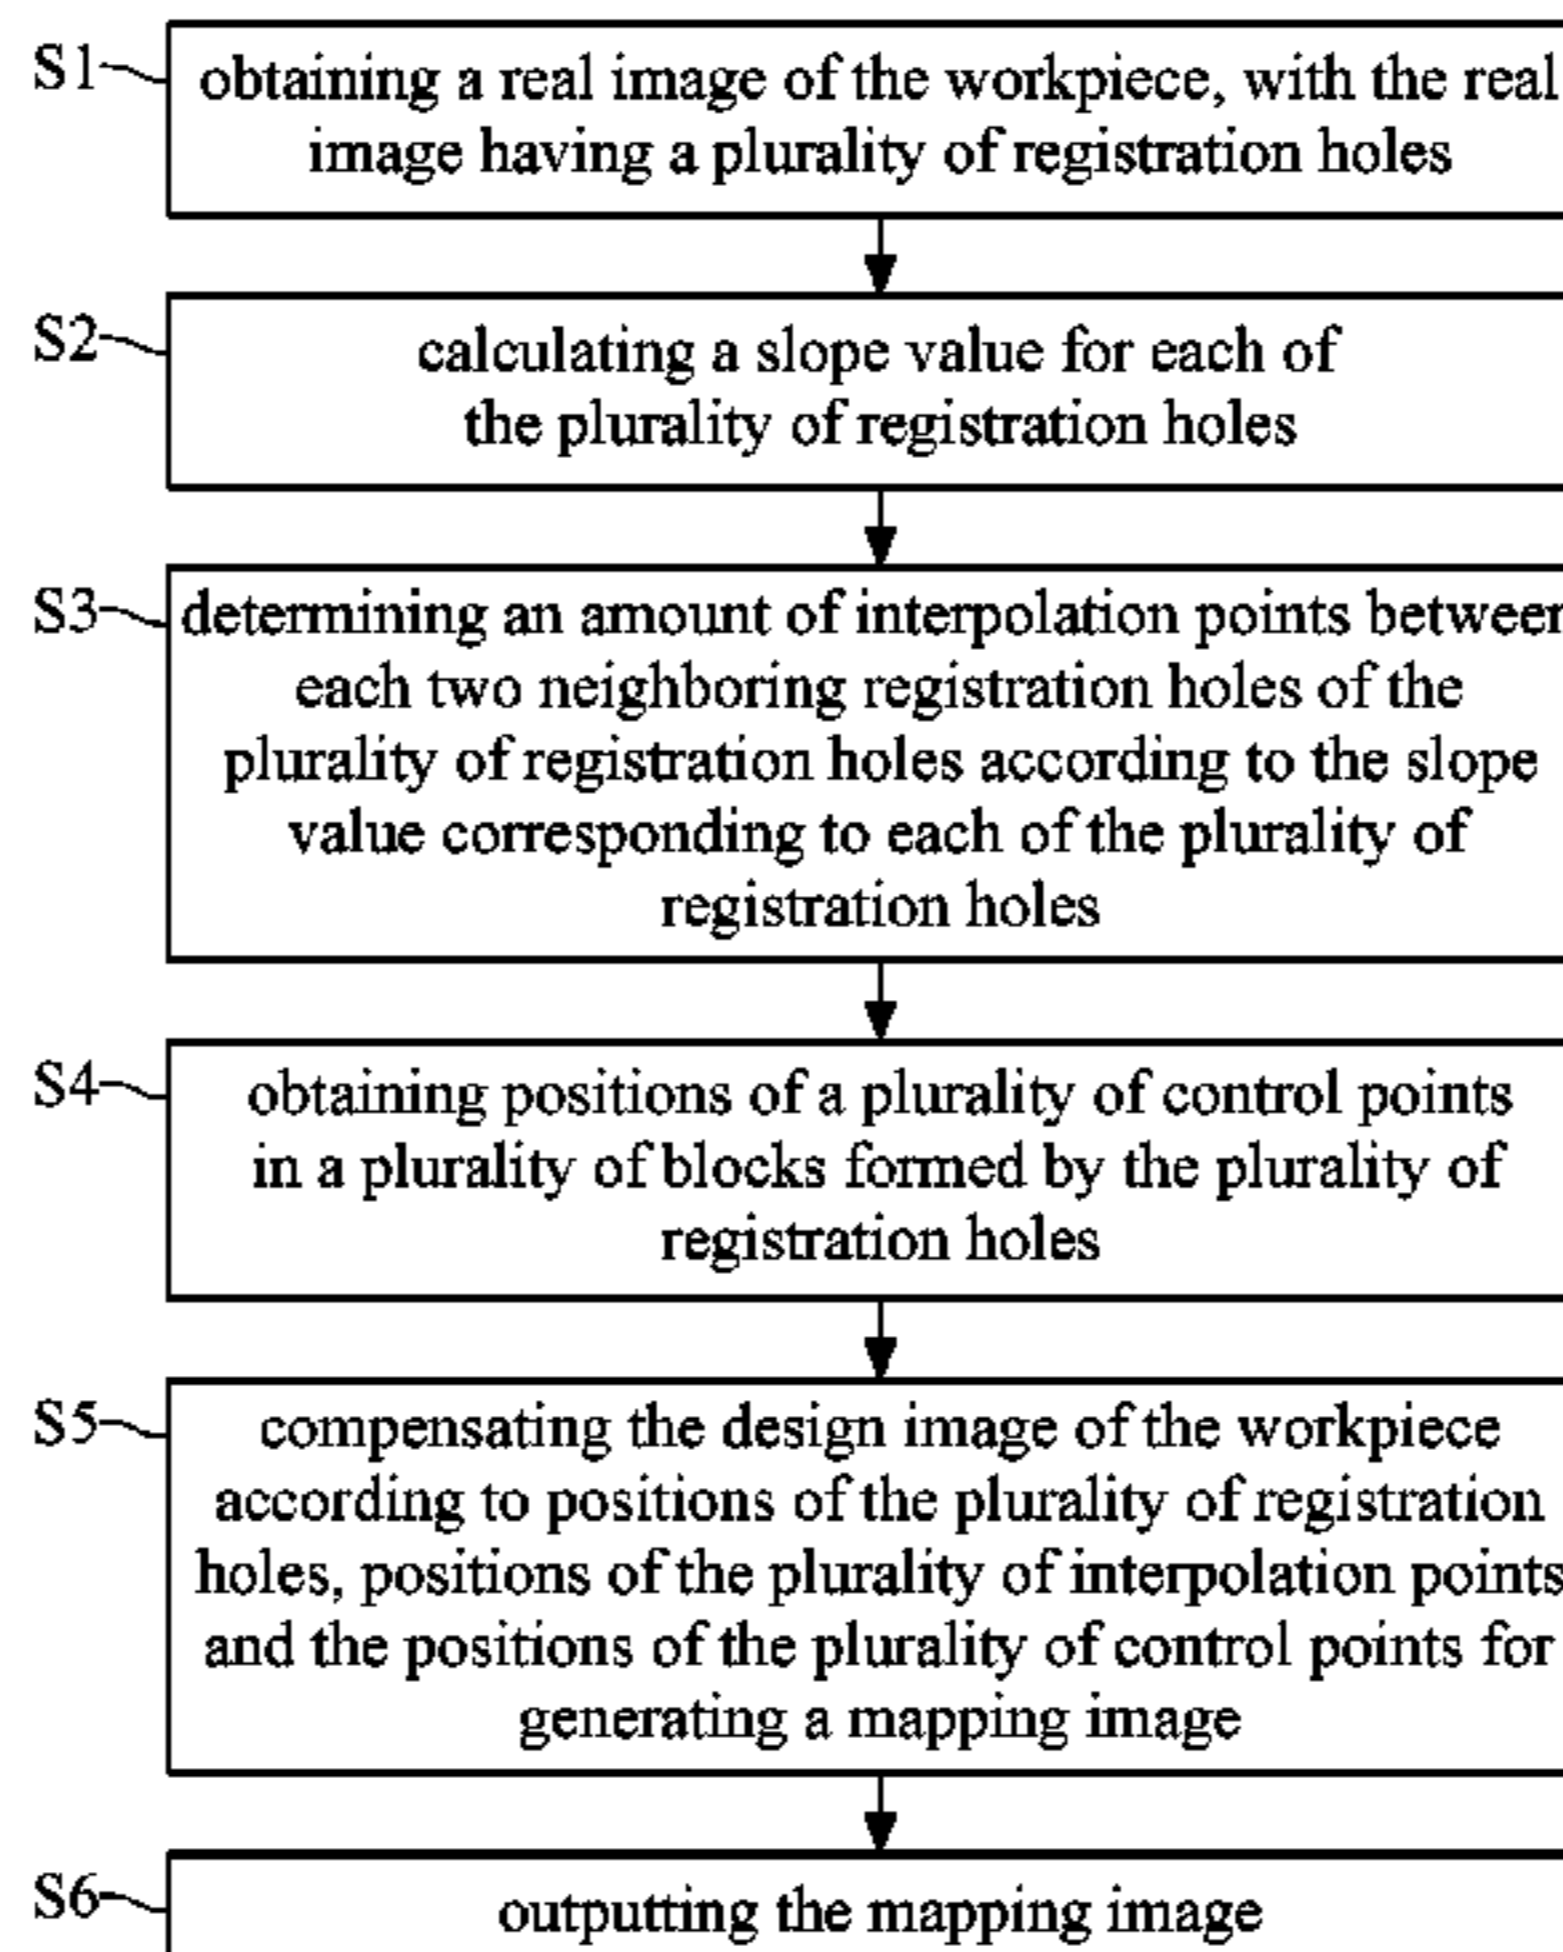 S1
obtaining a real image of the workpiece, with the real
image having a plurality of registration holes
S2
calculating a slope value for each of
the plurality of registration holes
S3
determining an amount of interpolation points between
each two neighboring registration holes of the
plurality of registration holes according to the slope
value corresponding to each of the plurality of
registration holes
S4
obtaining positions of a plurality of control points
in a plurality of blocks formed by the plurality of
registration holes
S5
compensating the design image of the workpiece
according to positions of the plurality of registration
holes, positions of the plurality of interpolation points
and the positions of the plurality of control points for
generating a mapping image
S6
outputting the mapping image